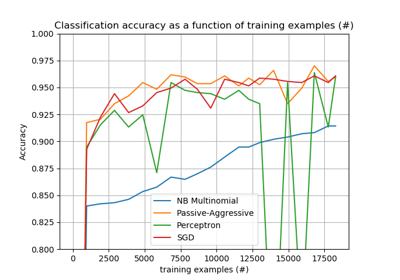 Classification accuracy as a function of training examples (#)
1.000
0.975
0.950
0.925
0.900
0.875
0.850
0.825
0.800
Accuracy
NB Multinomial
Passive-Aggressive
Perceptron
SGD
0 2500 5000 7500 10000 12500 15000 17500
training examples (#)